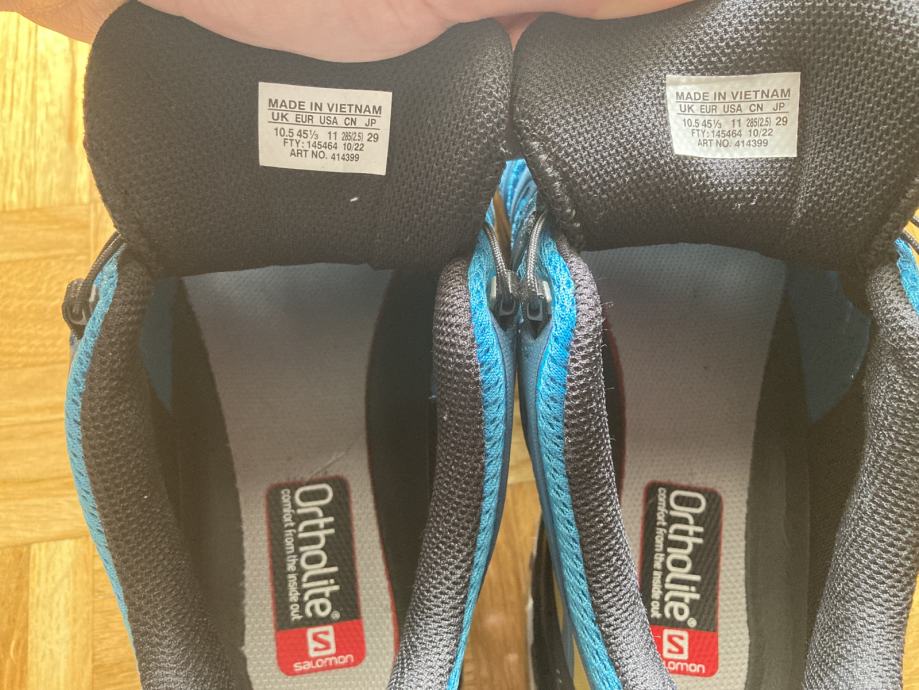 MADE IN VIETNAM
UK EUR USA CN JP
10.5 45⅓ 11 285(2.5) 29
FTY: 145464 10/22
ART NO. 414399
MADE IN VIETNAM
UK EUR USA CN JP
10.5 45⅓ 11 285(2.5) 29
FTY: 145464 10/22
ART NO. 414399
Ortholite®
comfort from the inside out
S
salomon
Ortholite®
comfort from the inside out
S
salomon